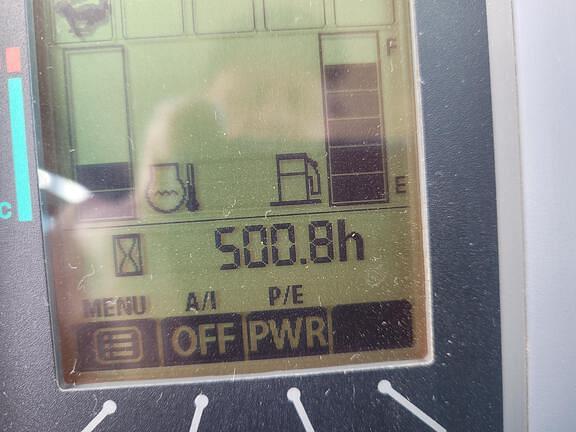 F
C
E
500.8h
MENU A/I P/E
OFF PWR